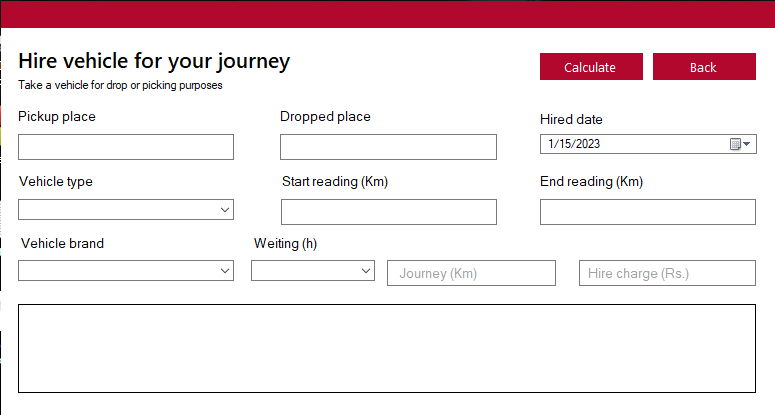 Hire vehicle for your journey
Calculate
Back
Take a vehicle for drop or picking purposes
Pickup place
Dropped place
Hired date
1/15/2023
Vehicle type
Start reading (Km)
End reading (Km)
Vehicle brand
Weiting (h)
Journey (Km)
Hire charge (Rs.)